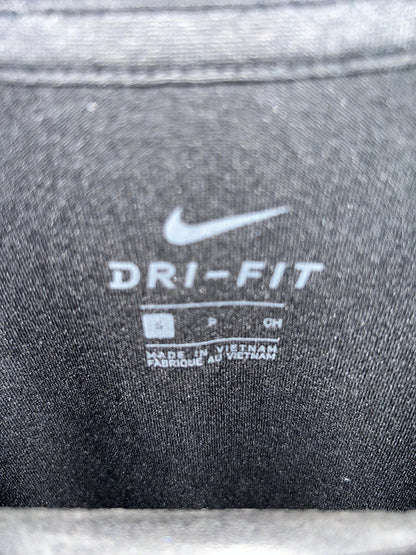 DRI-FIT
S P CH
MADE IN VIETNAM
FABRIQUÉ AU VIETNAM